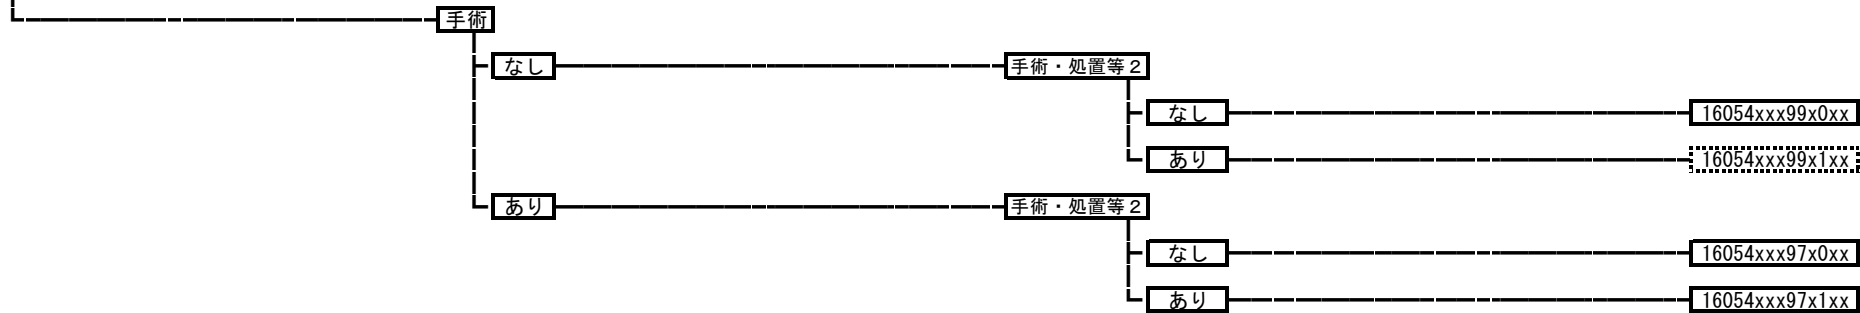 手術
なし 手術・処置等２
なし 16054xxx99x0xx
あり 16054xxx99x1xx
あり 手術・処置等２
なし 16054xxx97x0xx
あり 16054xxx97x1xx